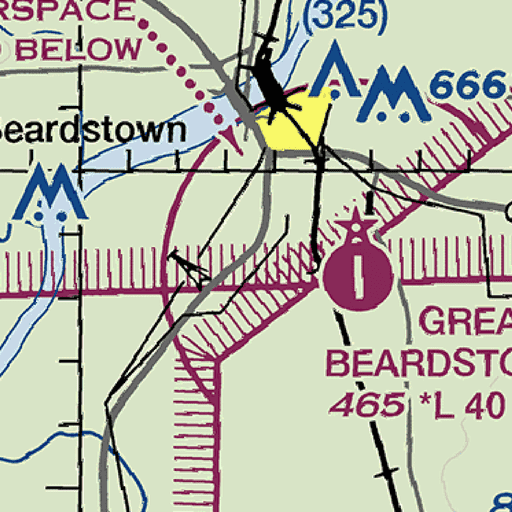 RSPACE
BELOW
(325)
666
Beardstown
GREA
BEARDSTO
465 *L 40